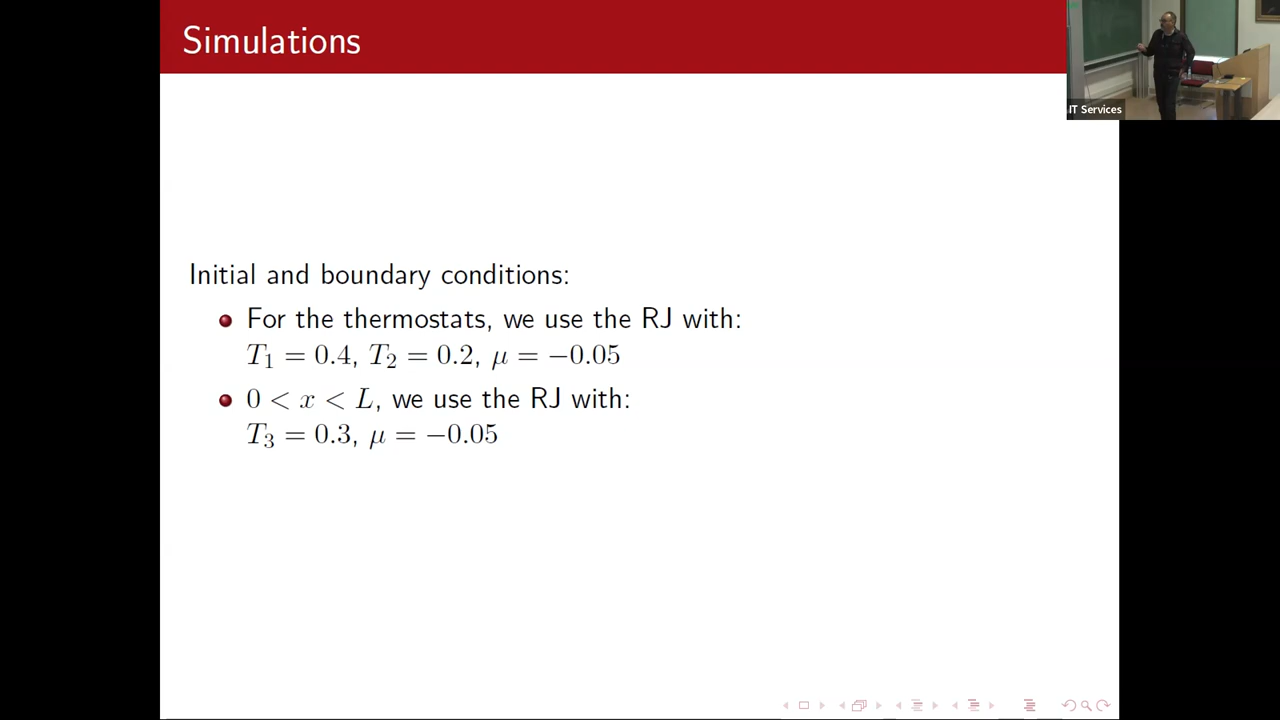 Simulations
IT Services
Initial and boundary conditions:
For the thermostats, we use the RJ with:
T₁ = 0.4, T₂ = 0.2, μ = −0.05
0 < x < L, we use the RJ with:
T₃ = 0.3, μ = −0.05